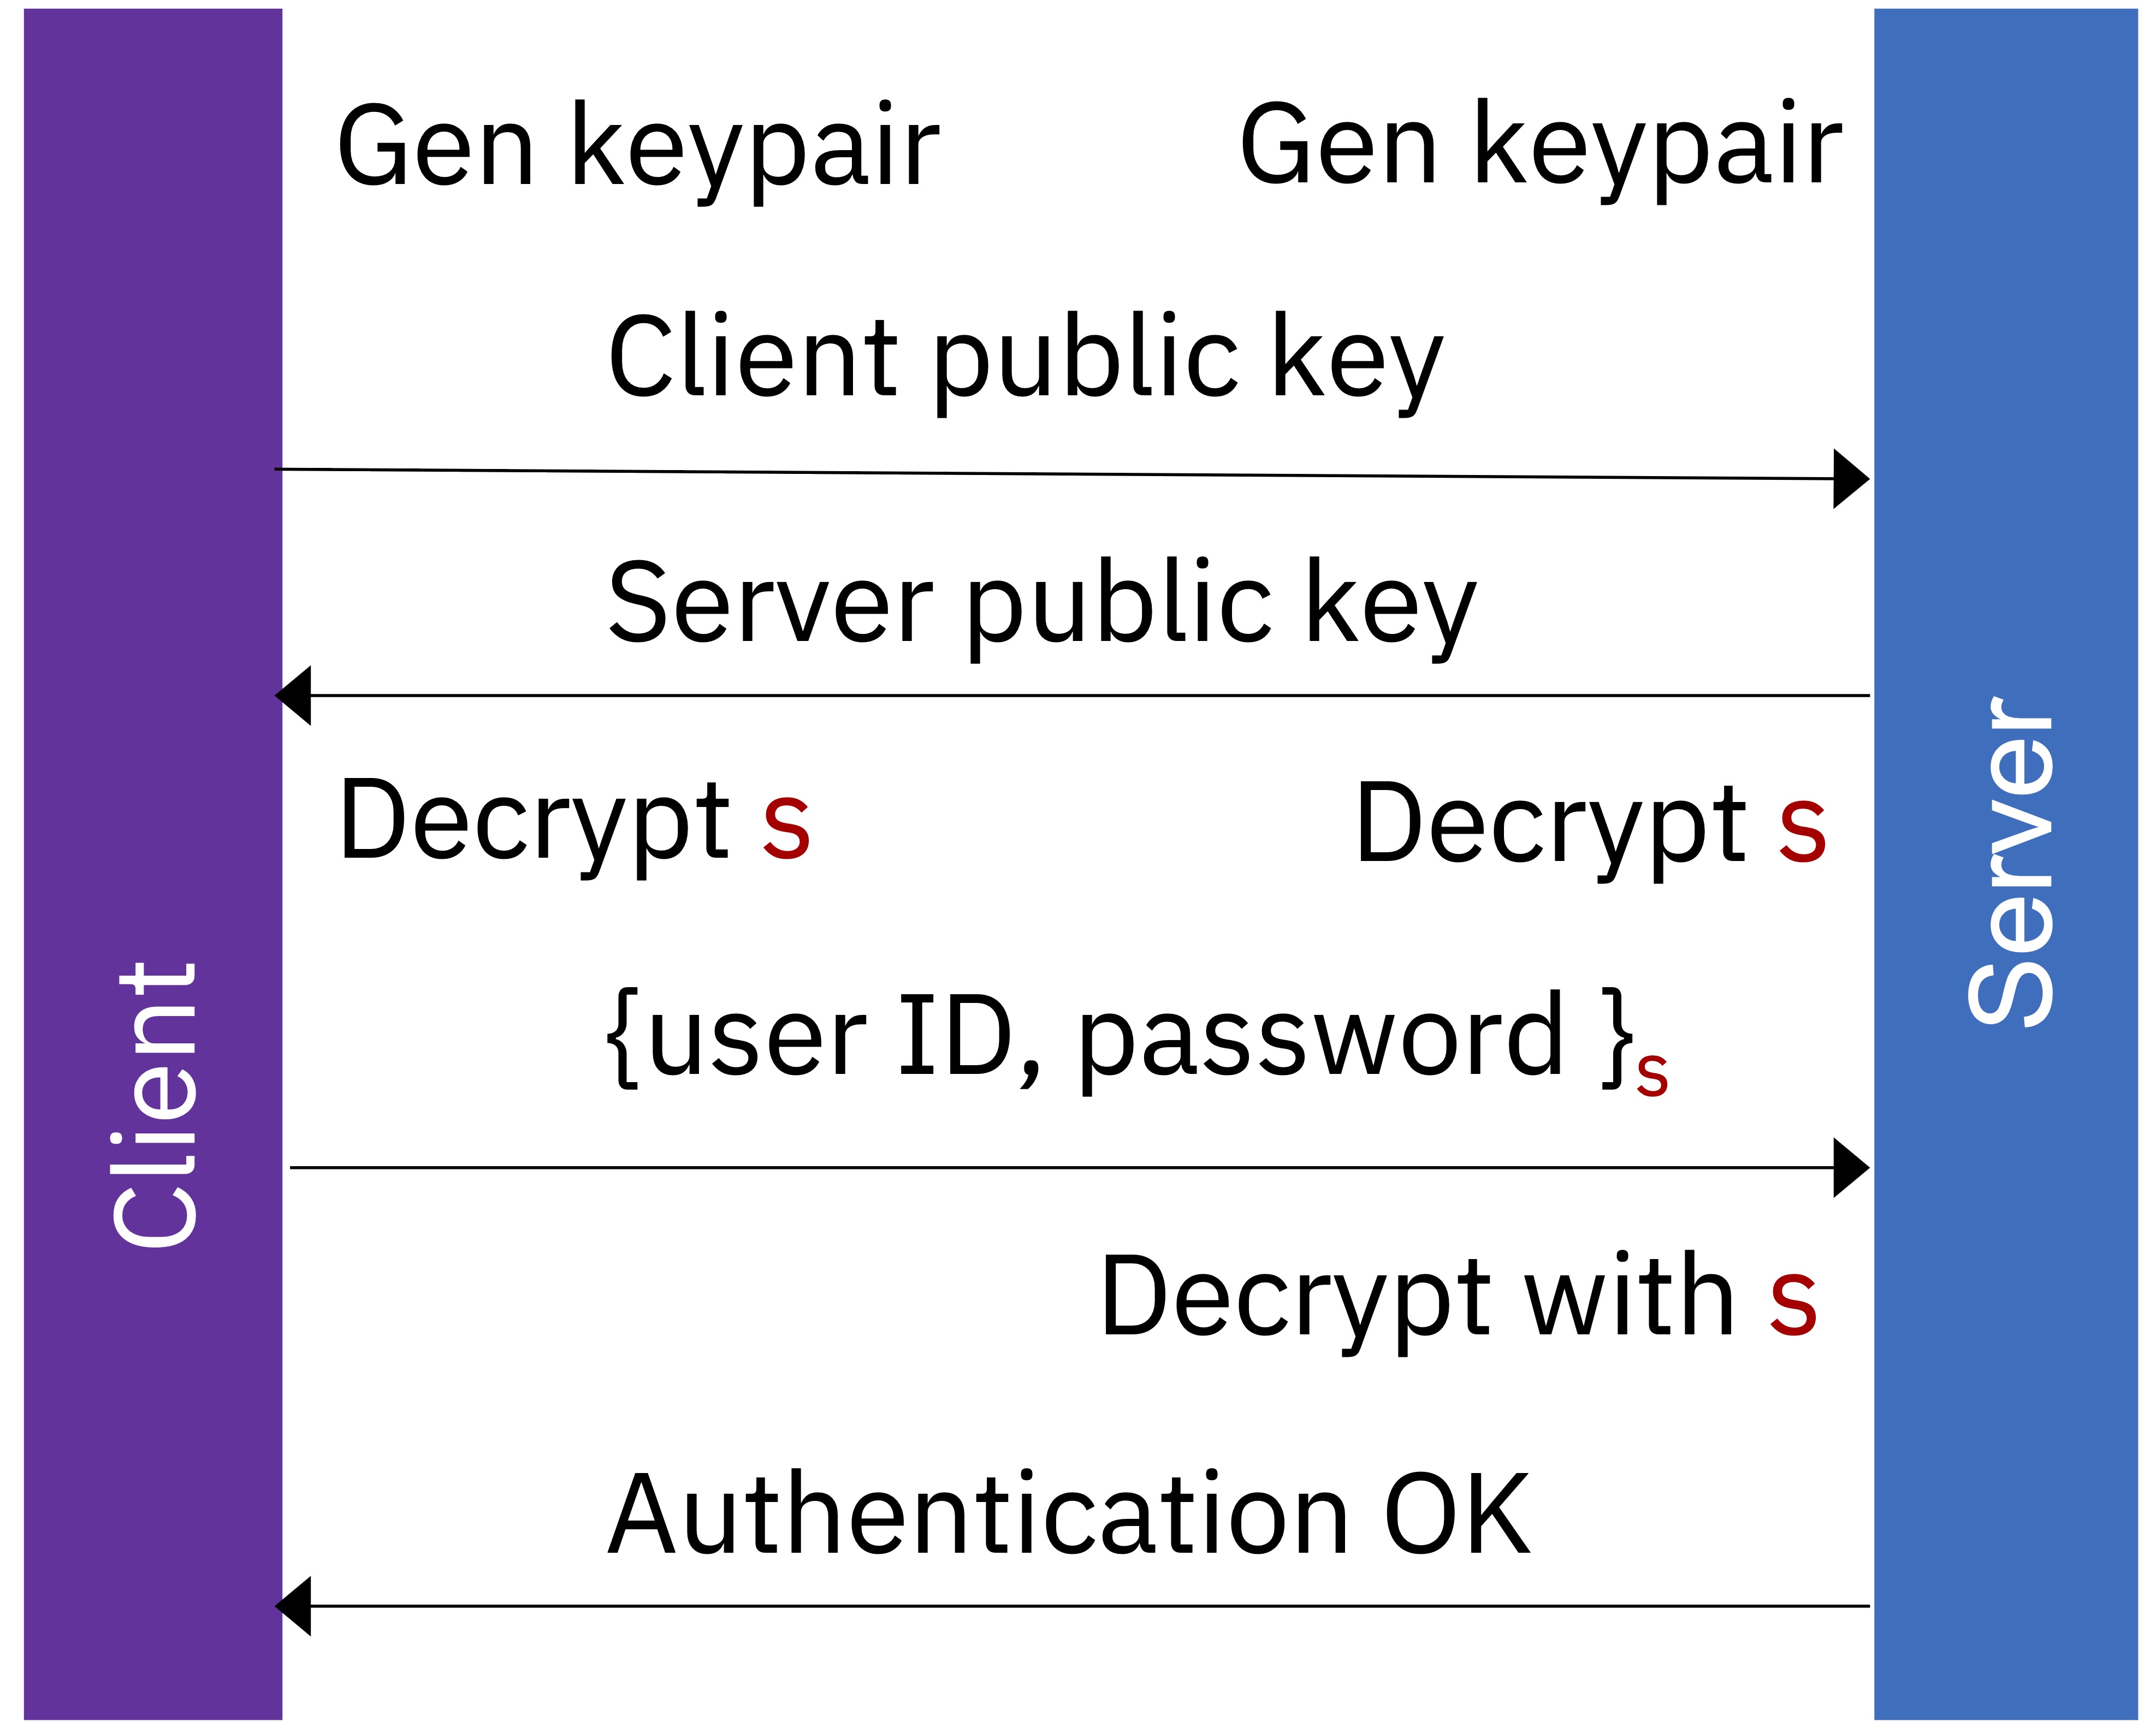 Gen keypair
Gen keypair
Client public key
Server public key
Decrypt s
Decrypt s
{user ID, password }s
Decrypt with s
Authentication OK
Client
Server